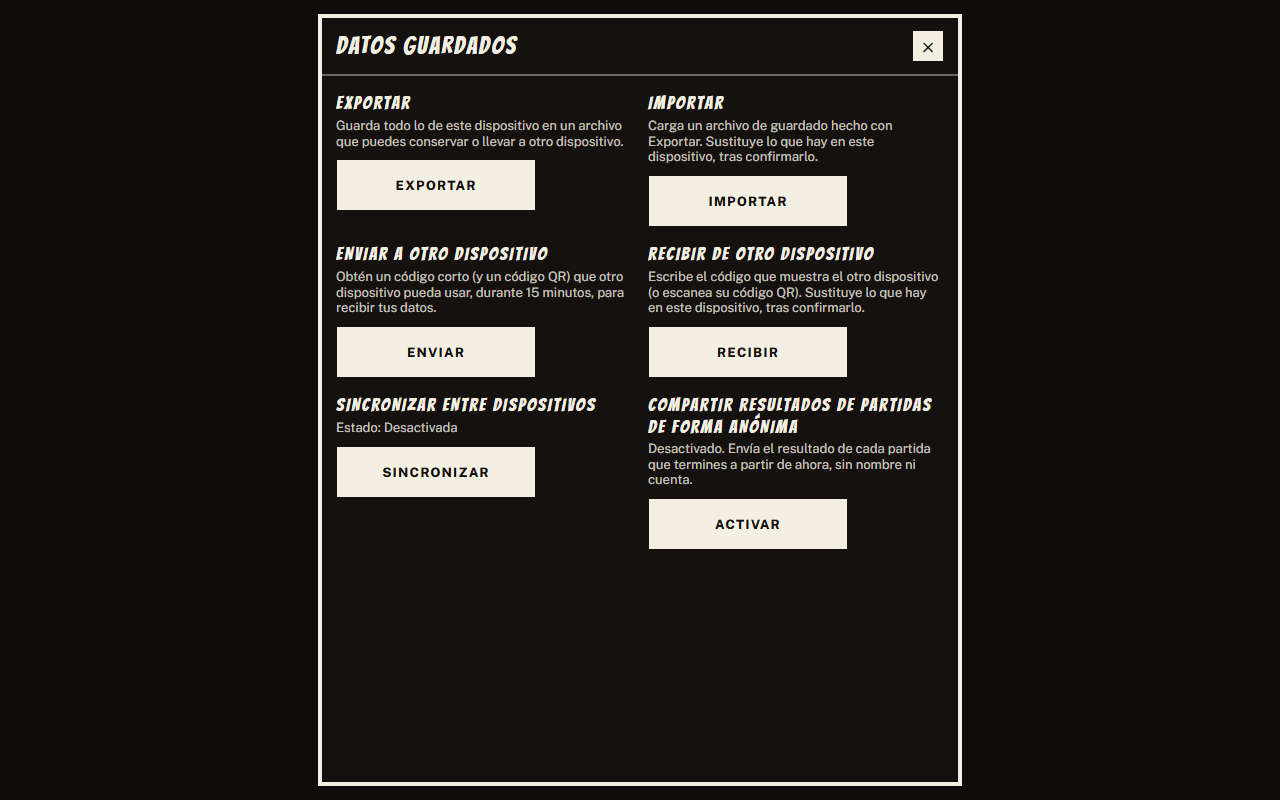 DATOS GUARDADOS
×
EXPORTAR
Guarda todo lo de este dispositivo en un archivo
que puedes conservar o llevar a otro dispositivo.
EXPORTAR
IMPORTAR
Carga un archivo de guardado hecho con
Exportar. Sustituye lo que hay en este
dispositivo, tras confirmarlo.
IMPORTAR
ENVIAR A OTRO DISPOSITIVO
Obtén un código corto (y un código QR) que otro
dispositivo pueda usar, durante 15 minutos, para
recibir tus datos.
ENVIAR
RECIBIR DE OTRO DISPOSITIVO
Escribe el código que muestra el otro dispositivo
(o escanea su código QR). Sustituye lo que hay
en este dispositivo, tras confirmarlo.
RECIBIR
SINCRONIZAR ENTRE DISPOSITIVOS
Estado: Desactivada
SINCRONIZAR
COMPARTIR RESULTADOS DE PARTIDAS
DE FORMA ANÓNIMA
Desactivado. Envía el resultado de cada partida
que termines a partir de ahora, sin nombre ni
cuenta.
ACTIVAR